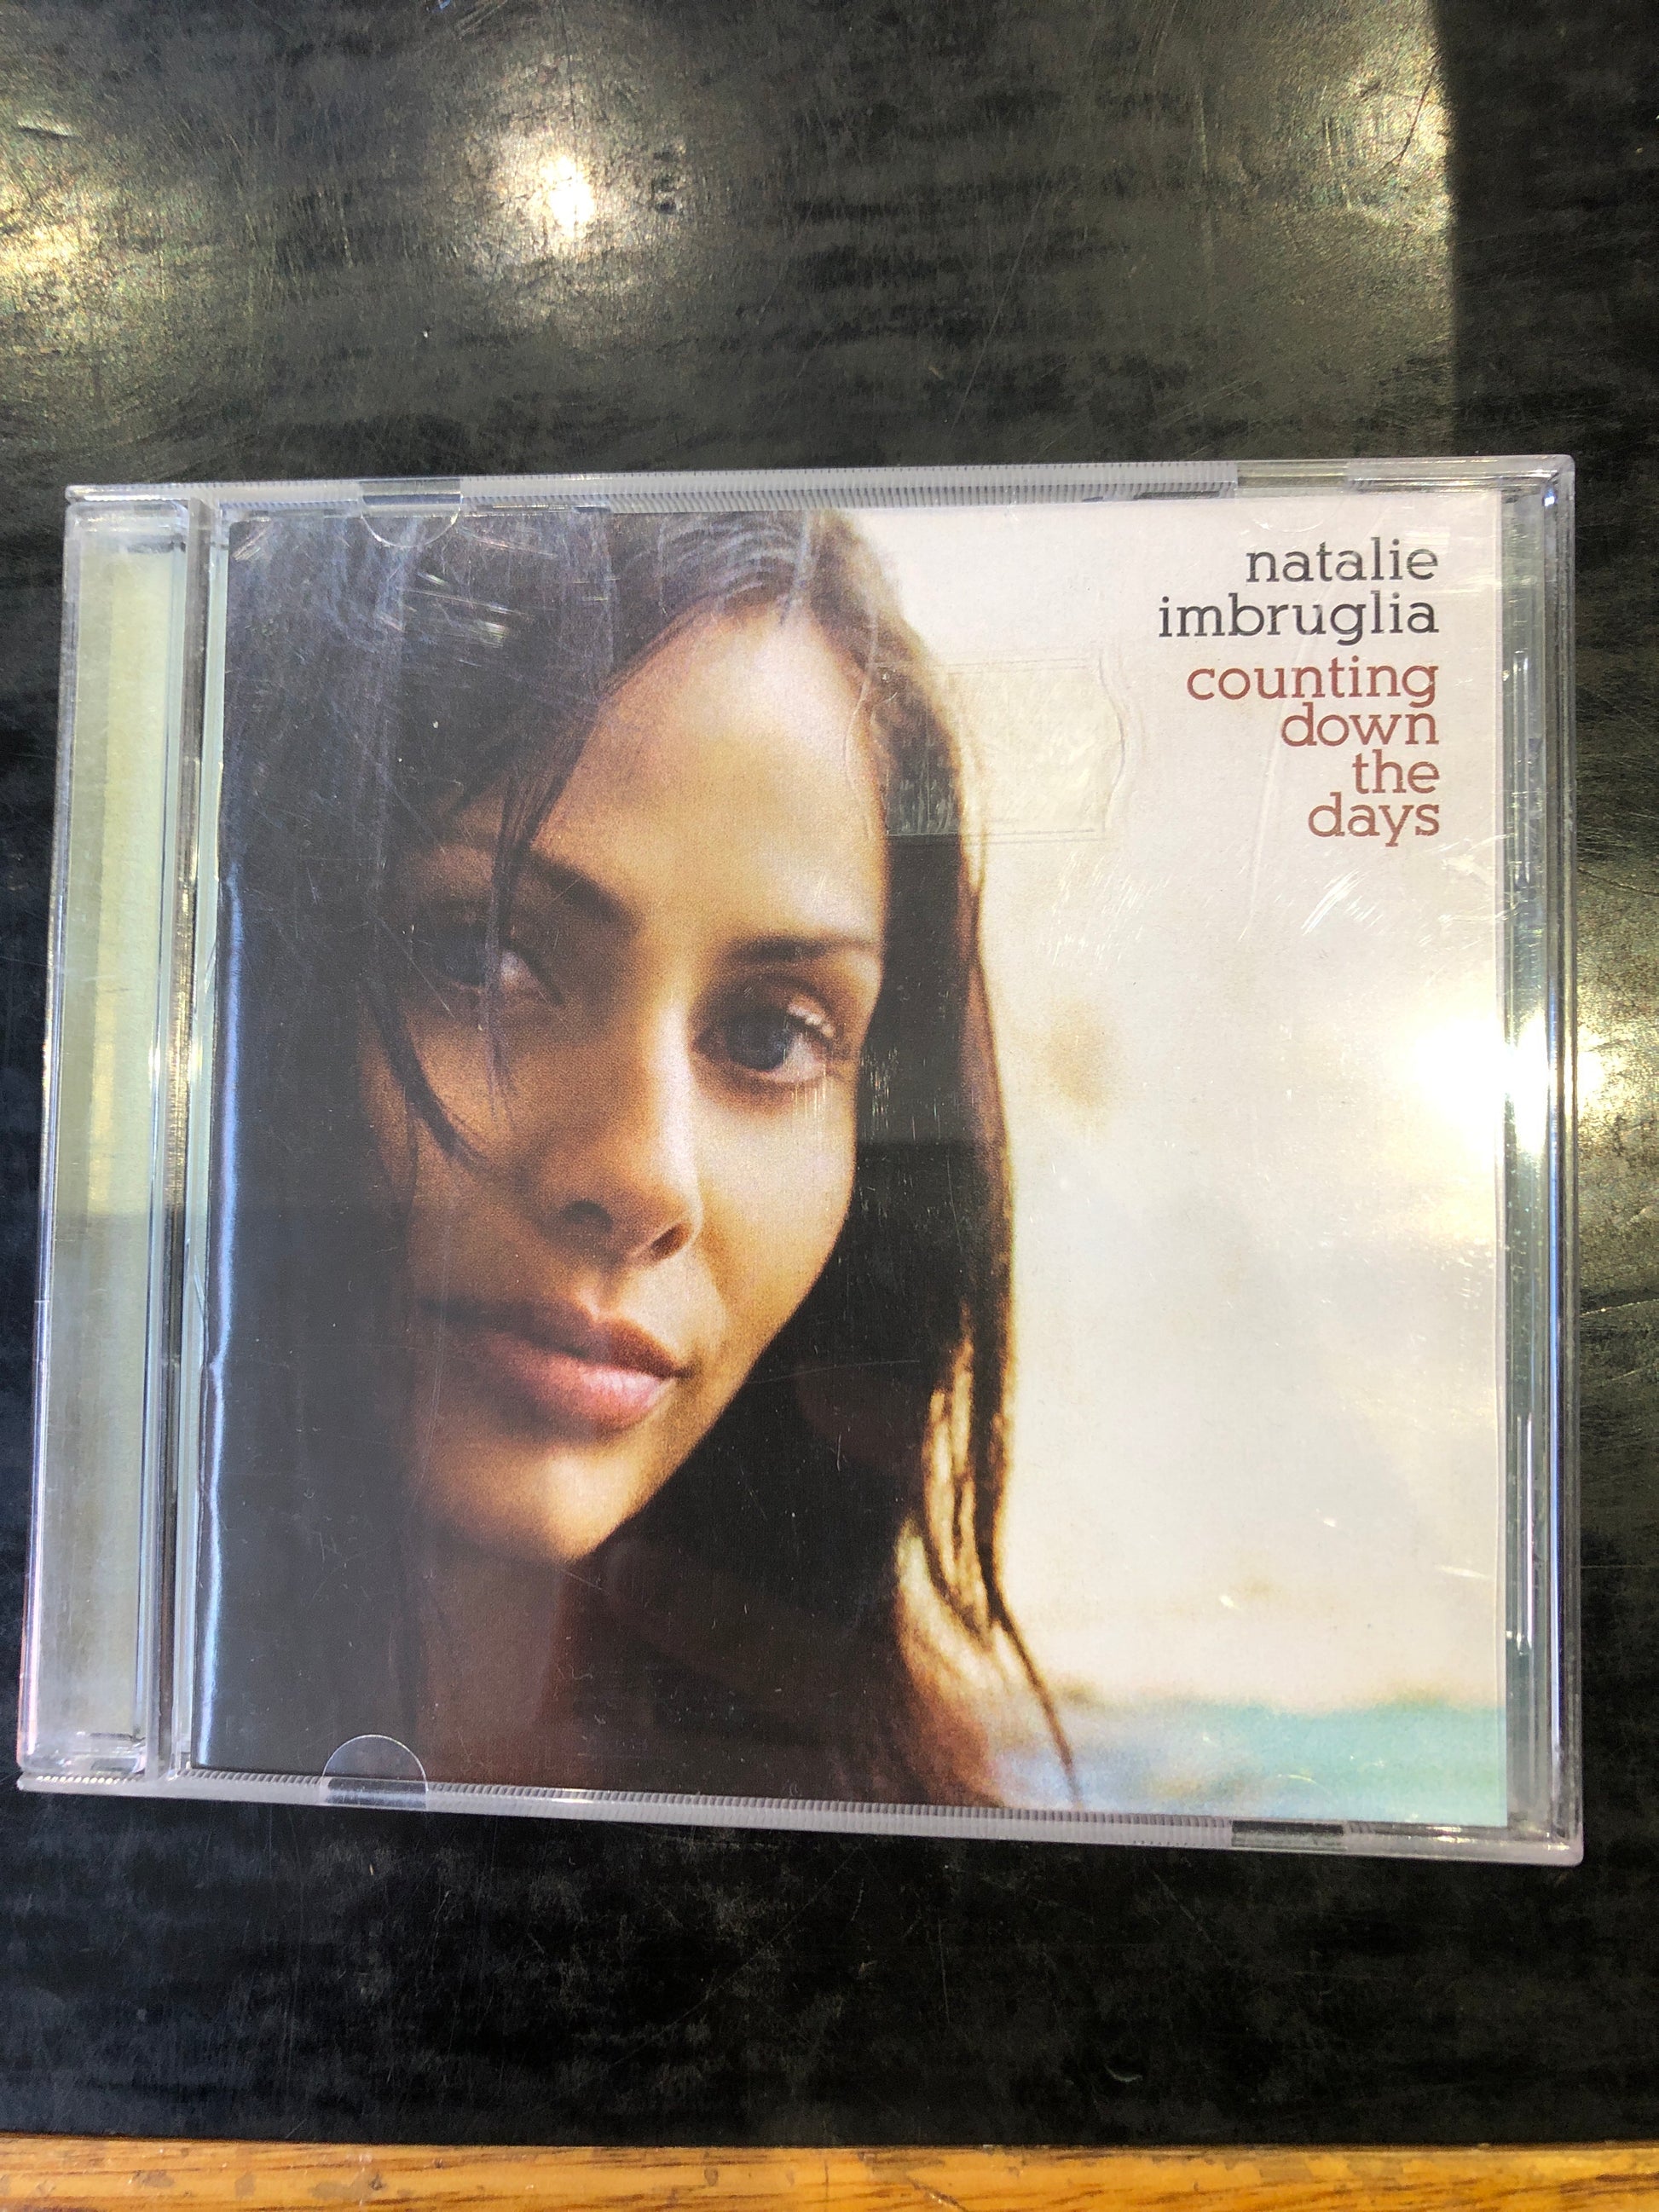 natalie
imbruglia
counting
down
the
days